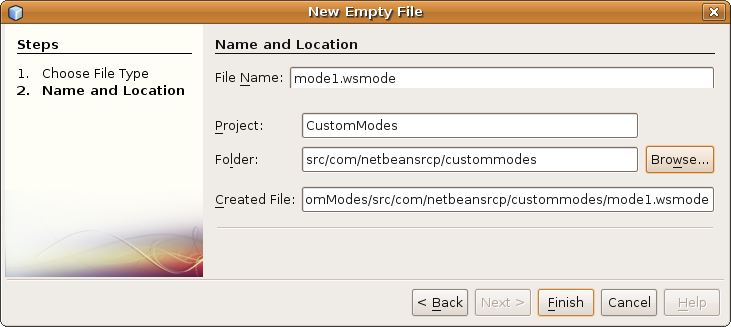 New Empty File
Steps
1. Choose File Type
2. Name and Location
Name and Location
File Name: mode1.wsmode
Project: CustomModes
Folder: src/com/netbeansrcp/custommodes Browse...
Created File: omModes/src/com/netbeansrcp/custommodes/mode1.wsmode
< Back Next > Finish Cancel Help